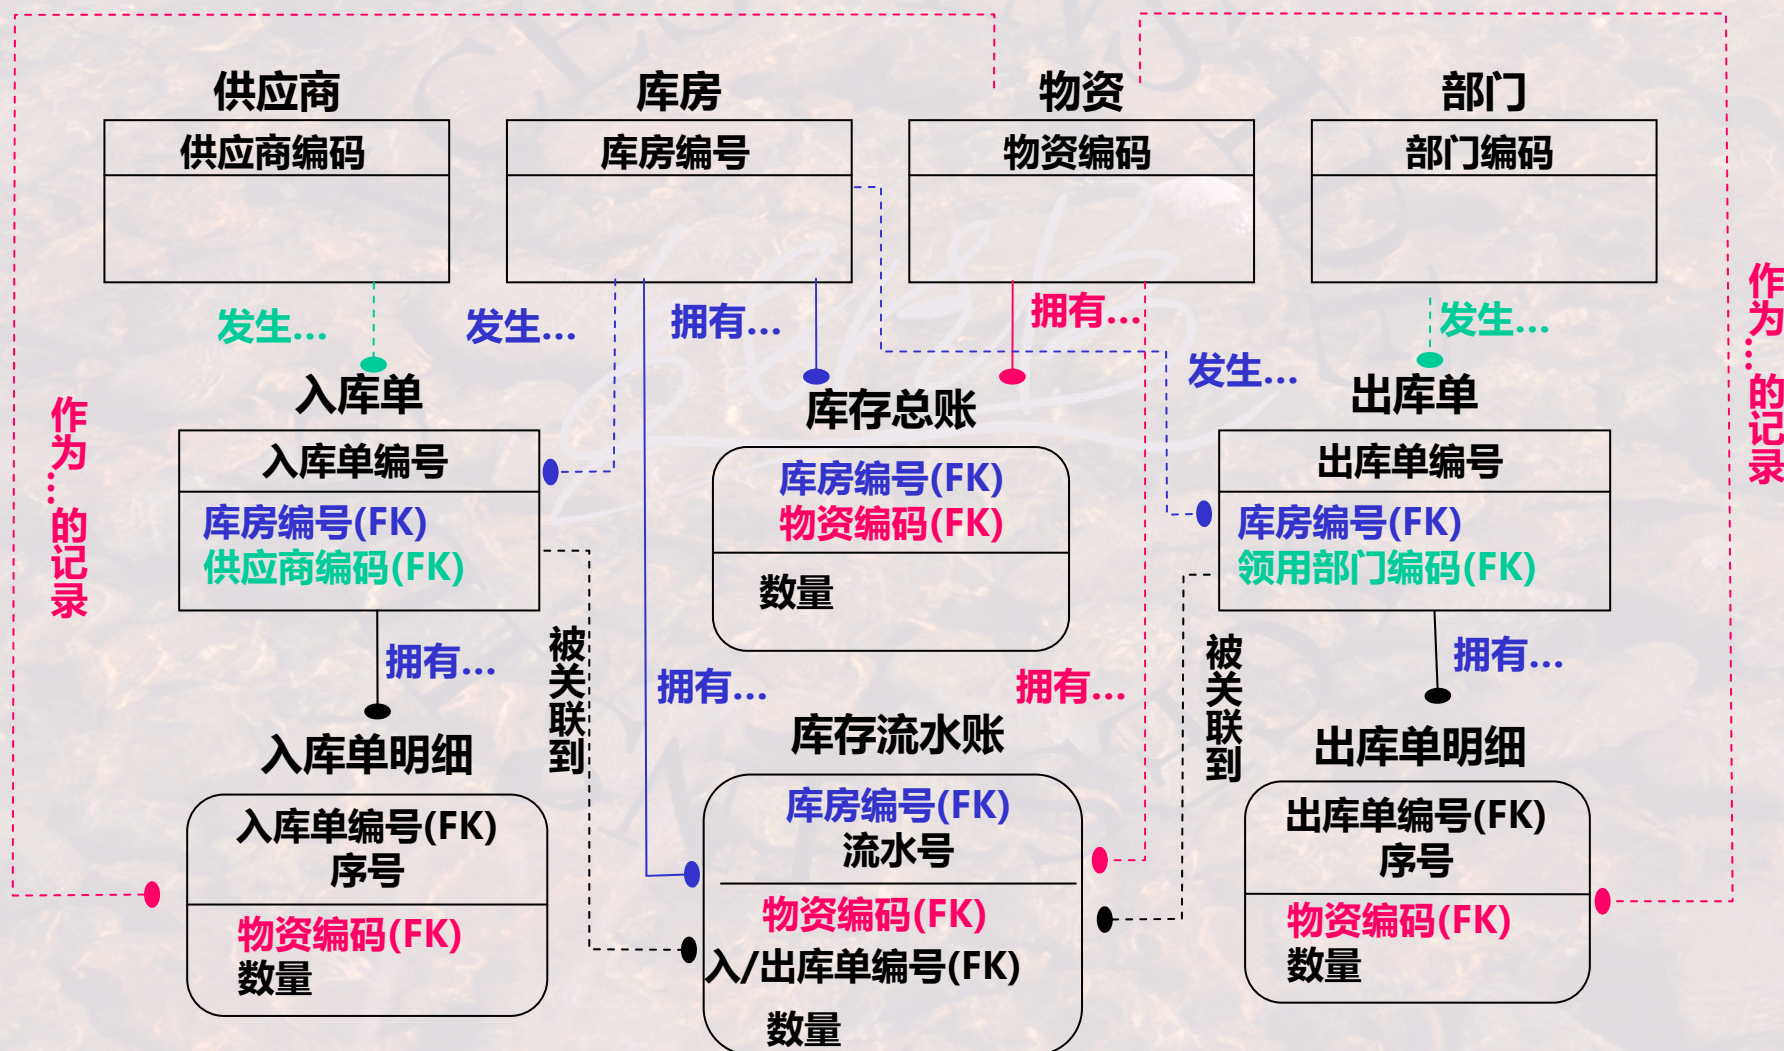 供应商
库房
物资
部门
供应商编码
库房编号
物资编码
部门编码
发生...
发生...
拥有...
拥有...
发生...
发生...
作为...的记录
作为...的记录
入库单
入库单编号
库房编号(FK)
供应商编码(FK)
库存总账
库房编号(FK)
物资编码(FK)
数量
出库单
出库单编号
库房编号(FK)
领用部门编码(FK)
拥有...
被关联到
拥有...
拥有...
被关联到
拥有...
入库单明细
入库单编号(FK)
序号
物资编码(FK)
数量
库存流水账
库房编号(FK)
流水号
物资编码(FK)
入/出库单编号(FK)
数量
出库单明细
出库单编号(FK)
序号
物资编码(FK)
数量